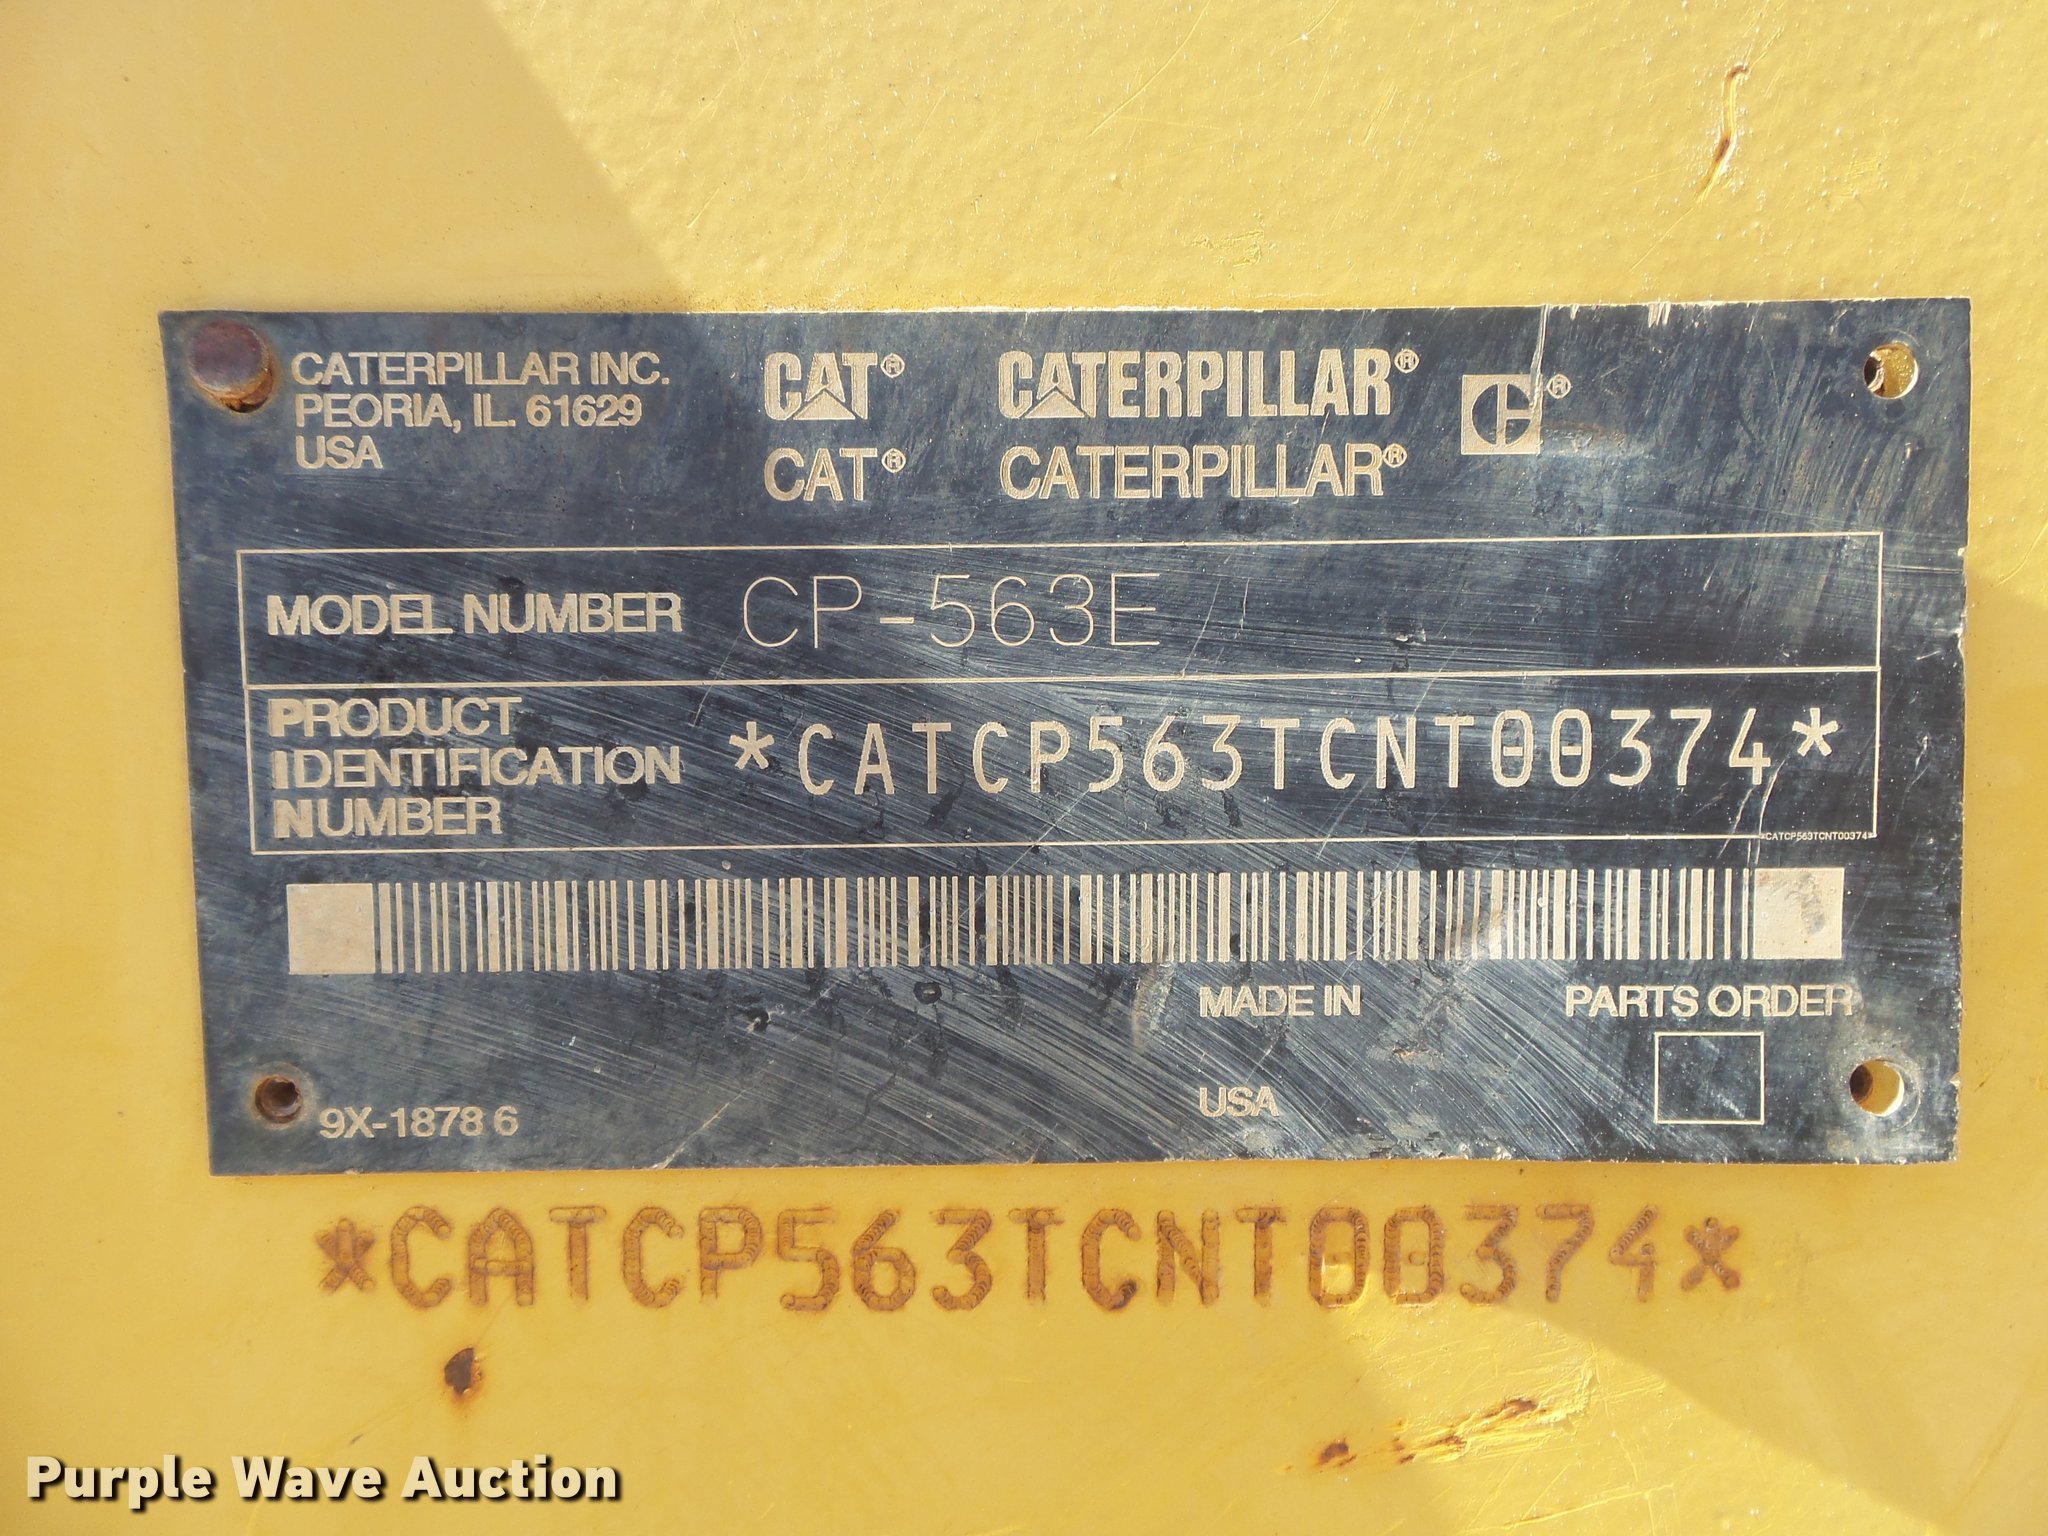 CATERPILLAR INC.
PEORIA, IL. 61629
USA
CAT® CATERPILLAR® ®
CAT® CATERPILLAR®
MODEL NUMBER CP-563E
PRODUCT
IDENTIFICATION
NUMBER
*CATCP563TCNT00374*
*CATCP563TCNT00374*
MADE IN
PARTS ORDER
USA
9X-1878 6
*CATCP563TCNT00374*
Purple Wave Auction